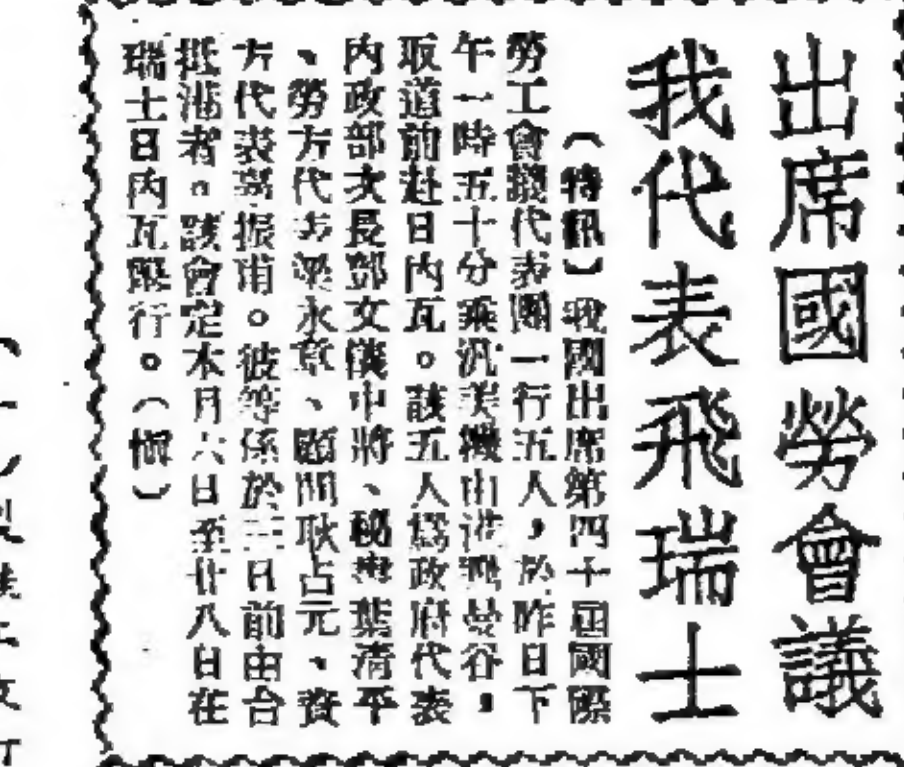 出席國勞會議
我代表飛瑞士
（特訊）我國出席第四十屆國際
勞工會議代表團一行五人，於昨日下
午一時五十分乘汎美機由港飛曼谷，
取道前赴日內瓦。該五人爲政府代表
內政部次長鄧文儀中將、秘書葉清平
、勞方代表梁永章、顧問耿占元、資
方代表辜振甫。彼等係於三日前由台
抵港者。該會定本月六日至廿八日在
瑞士日內瓦舉行。（